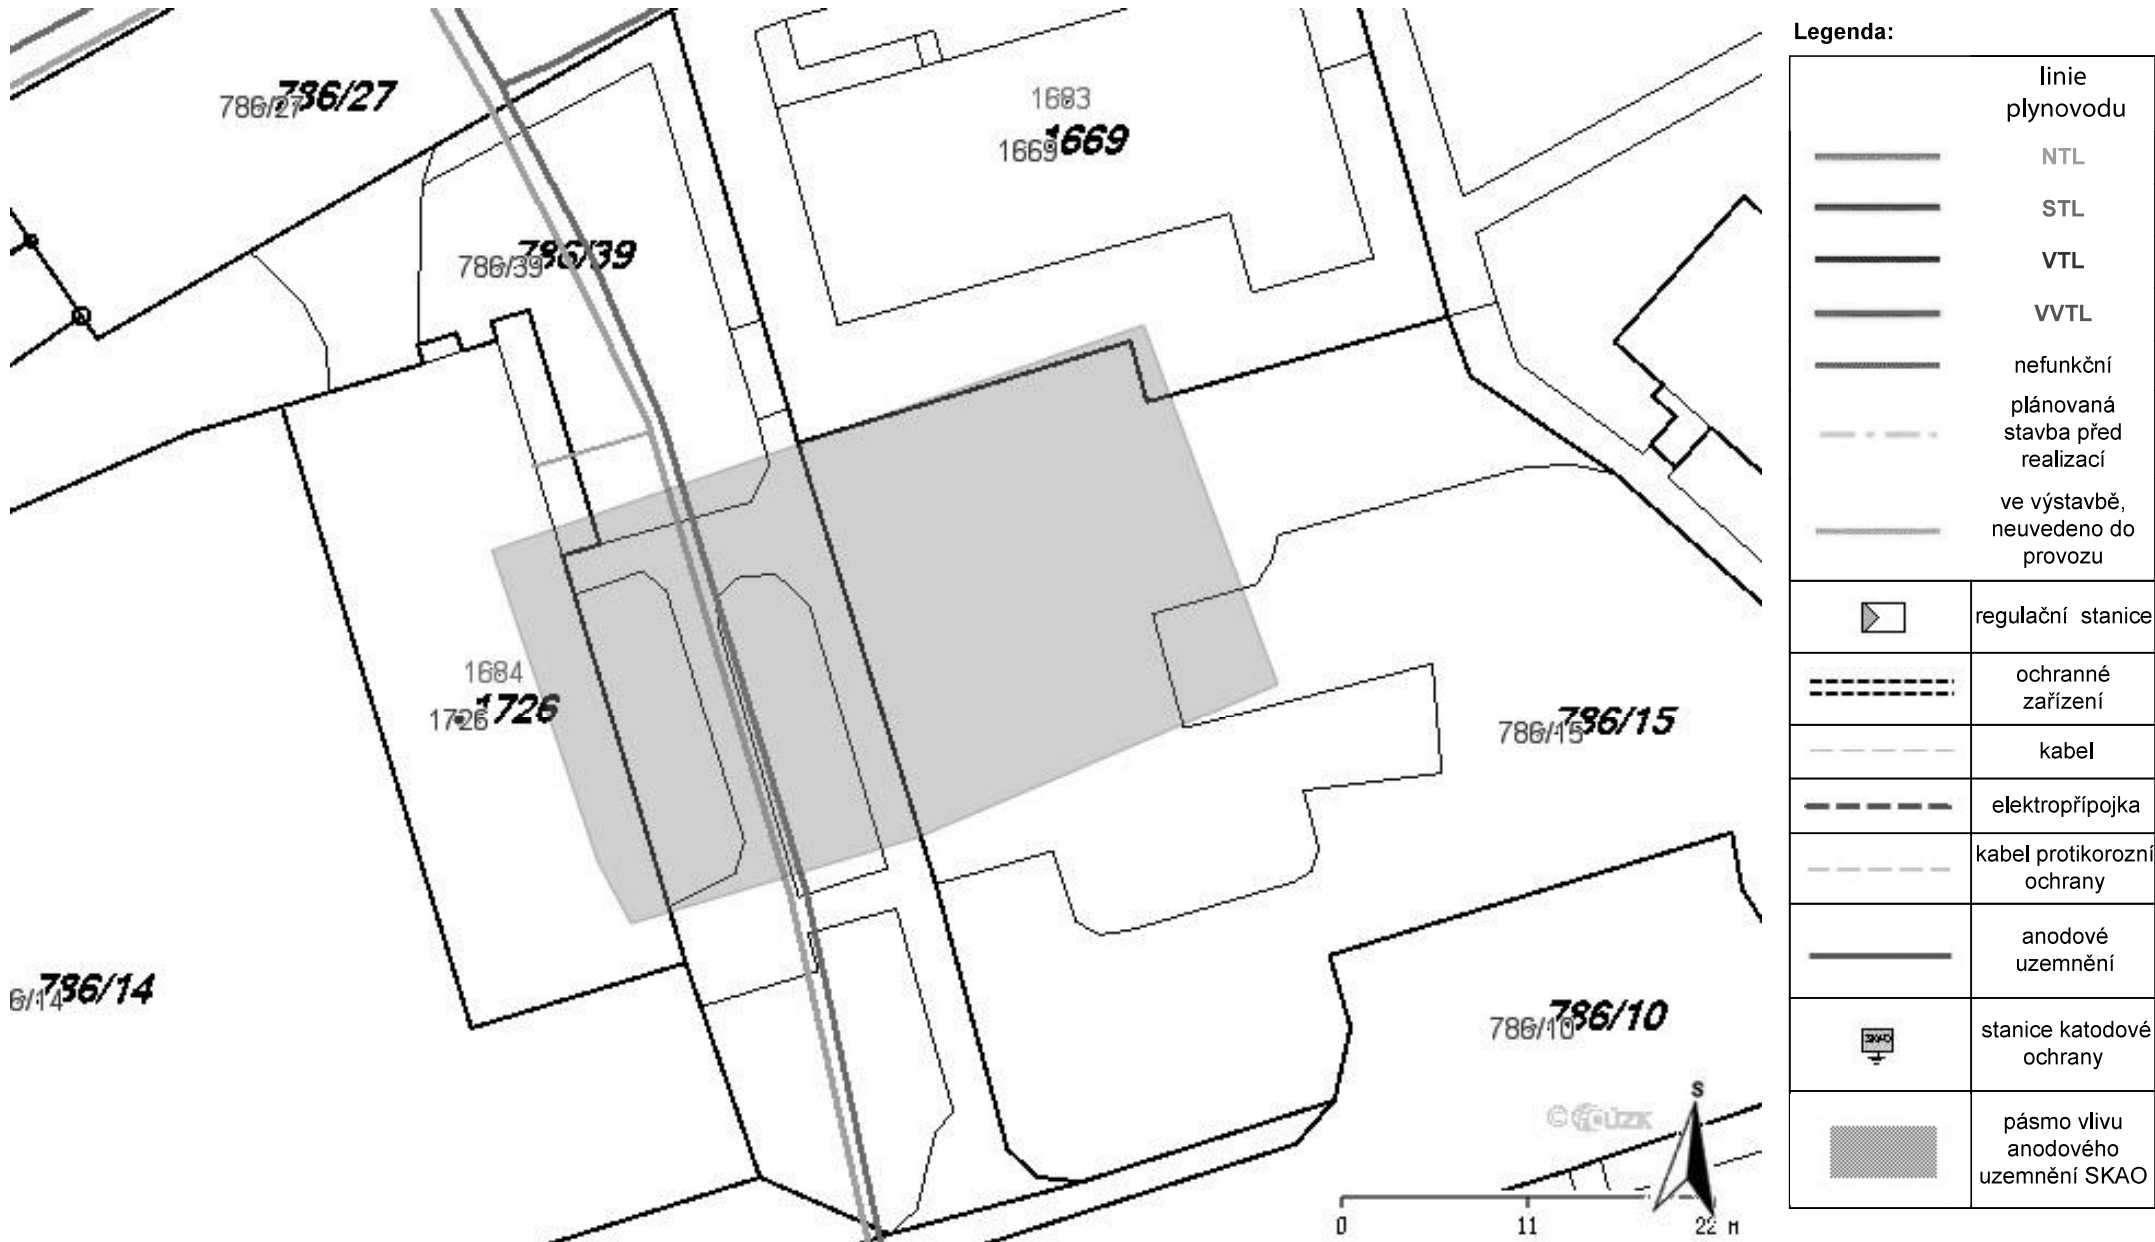 786/27
786/27
1683
1669
1669
786/39
786/39
1684
1726
1726
786/15
786/15
6/14
786/14
786/10
786/10
© ČÚZK
S
0 11 22 M
Legenda:
linie
plynovodu
NTL
STL
VTL
VVTL
nefunkční
plánovaná
stavba před
realizací
ve výstavbě,
neuvedeno do
provozu
regulační stanice
ochranné
zařízení
kabel
elektropřípojka
kabel protikorozní
ochrany
anodové
uzemnění
SKAO
stanice katodové
ochrany
pásmo vlivu
anodového
uzemnění SKAO